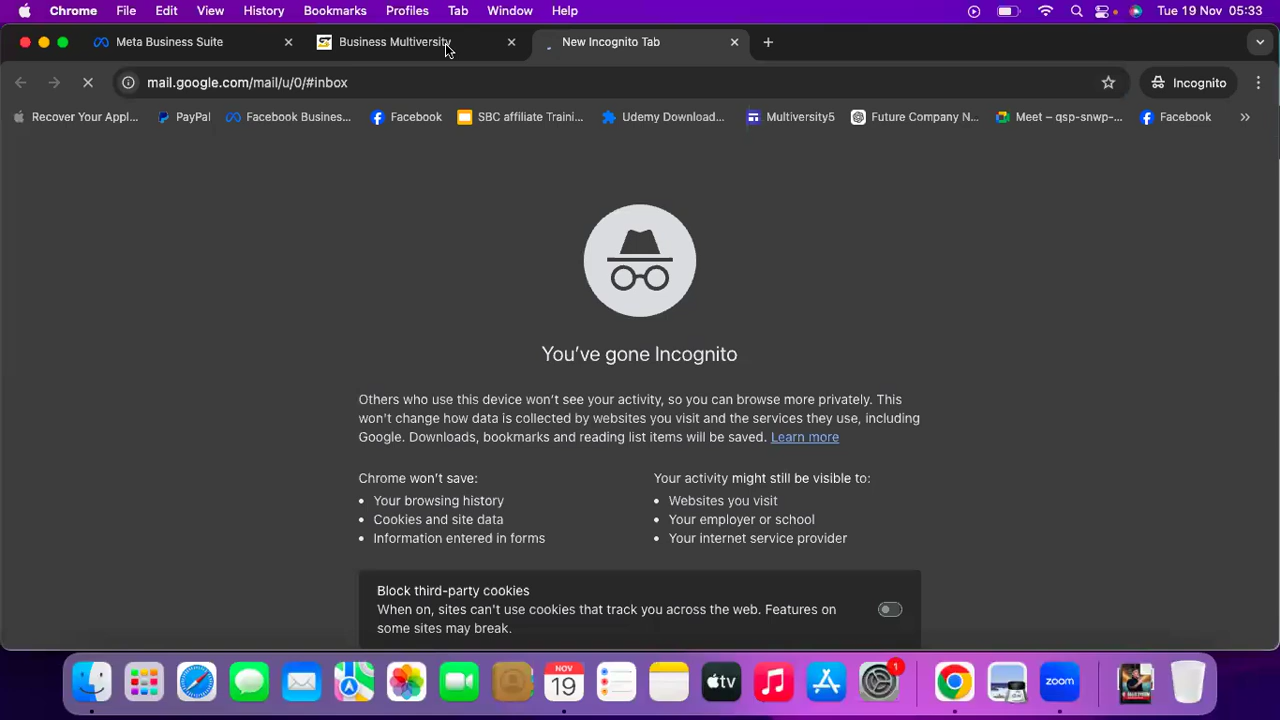 Chrome File Edit View History Bookmarks Profiles Tab Window Help Tue 19 Nov 05:33
Meta Business Suite Business Multiversity New Incognito Tab
mail.google.com/mail/u/0/#inbox Incognito
Recover Your Appl... PayPal Facebook Busines... Facebook SBC affiliate Traini... Udemy Download... Multiversity5 Future Company N... Meet – qsp-snwp-... Facebook
You've gone Incognito
Others who use this device won't see your activity, so you can browse more privately. This
won't change how data is collected by websites you visit and the services they use, including
Google. Downloads, bookmarks and reading list items will be saved. Learn more
Chrome won't save:
• Your browsing history
• Cookies and site data
• Information entered in forms
Your activity might still be visible to:
• Websites you visit
• Your employer or school
• Your internet service provider
Block third-party cookies
When on, sites can't use cookies that track you across the web. Features on
some sites may break.
NOV
19
tv
1
zoom